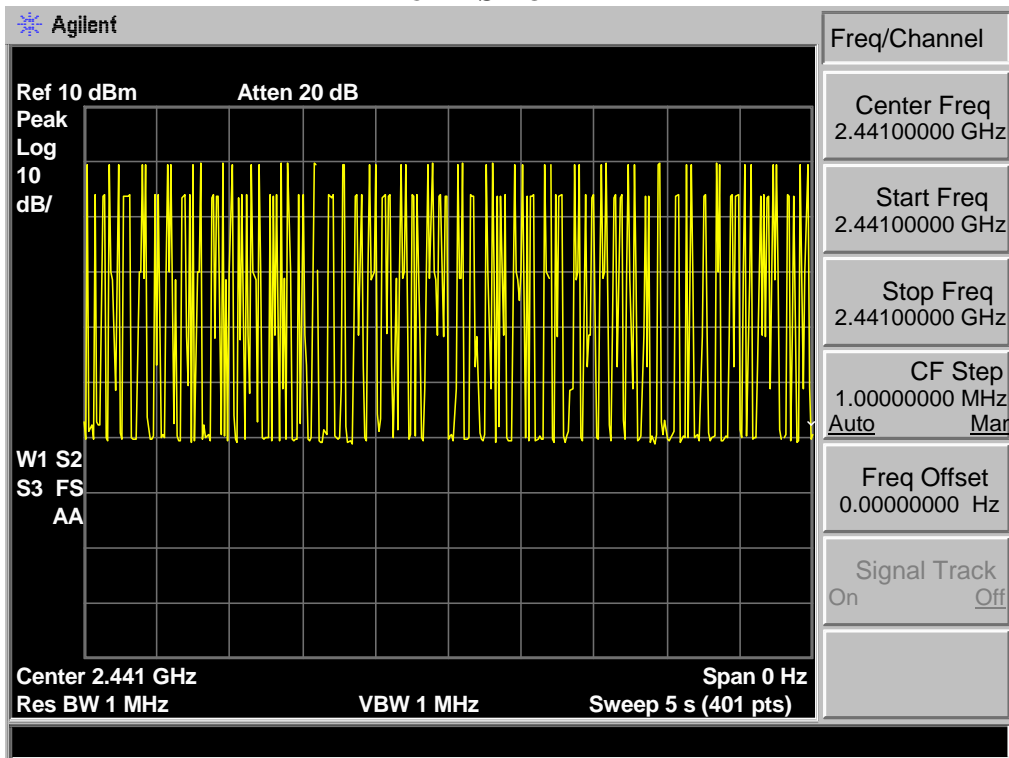 Agilent
Freq/Channel
Ref 10 dBm Atten 20 dB
Peak
Log
10
dB/
W1 S2
S3 FS
AA
Center 2.441 GHz Span 0 Hz
Res BW 1 MHz VBW 1 MHz Sweep 5 s (401 pts)
Center Freq
2.44100000 GHz
Start Freq
2.44100000 GHz
Stop Freq
2.44100000 GHz
CF Step
1.00000000 MHz
Auto Mar
Freq Offset
0.00000000 Hz
Signal Track
On Off